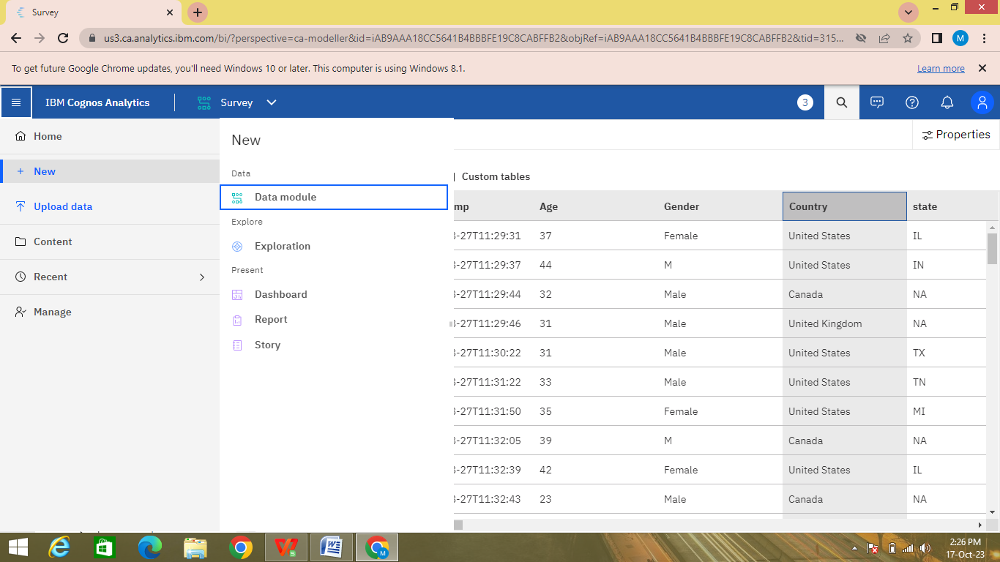 Survey
us3.ca.analytics.ibm.com/bi/?perspective=ca-modeller&id=iAB9AAA18CC5641B4BBBFE19C8CABFFB2&objRef=iAB9AAA18CC5641B4BBBFE19C8CABFFB2&tid=315... M
To get future Google Chrome updates, you'll need Windows 10 or later. This computer is using Windows 8.1. Learn more
IBM Cognos Analytics Survey 3
Home
+ New
Upload data
Content
Recent
Manage
New
Data
Data module
Explore
Exploration
Present
Dashboard
Report
Story
Properties
Custom tables
mp Age Gender Country state
3-27T11:29:31 37 Female United States IL
3-27T11:29:37 44 M United States IN
3-27T11:29:44 32 Male Canada NA
3-27T11:29:46 31 Male United Kingdom NA
3-27T11:30:22 31 Male United States TX
3-27T11:31:22 33 Male United States TN
3-27T11:31:50 35 Female United States MI
3-27T11:32:05 39 M Canada NA
3-27T11:32:39 42 Female United States IL
3-27T11:32:43 23 Male Canada NA
2:26 PM
17-Oct-23